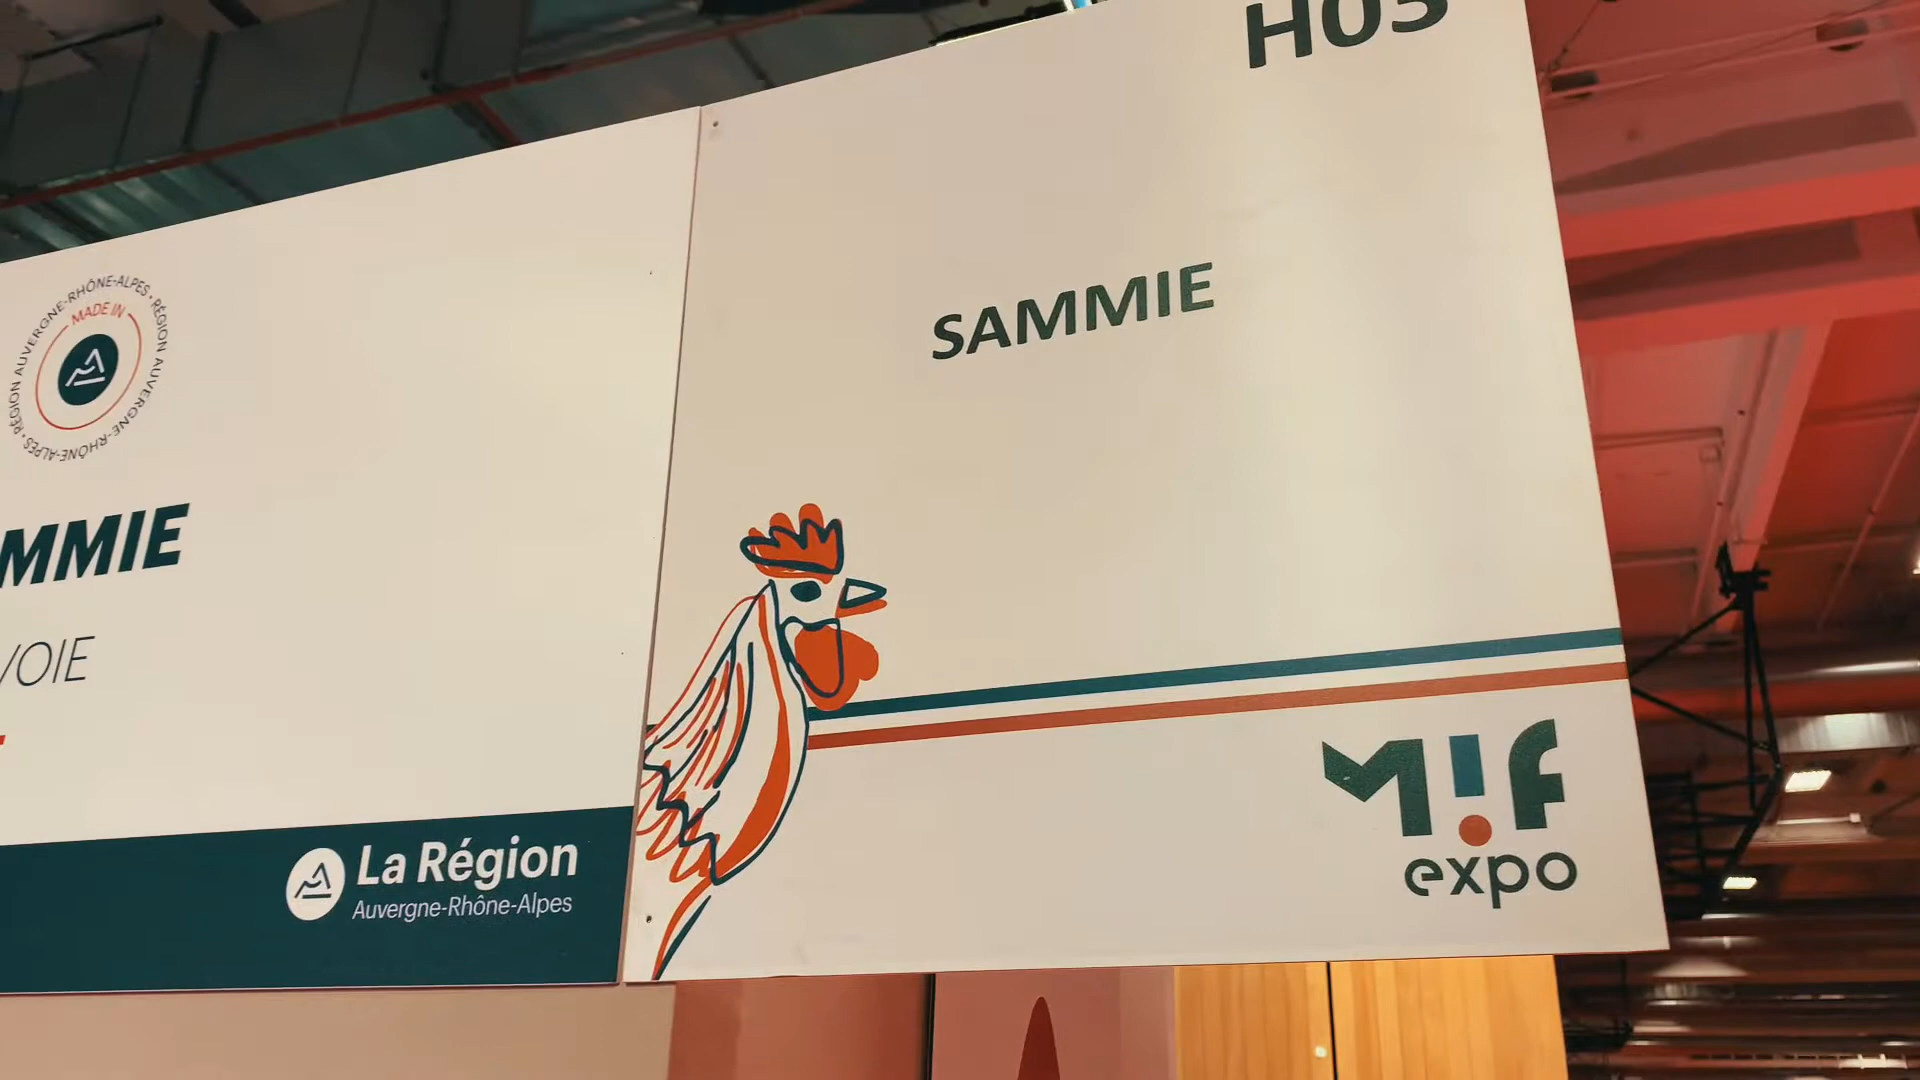 RÉGION AUVERGNE-RHÔNE-ALPES • RÉGION AUVERGNE-RHÔNE-ALPES •
MADE IN
MMIE
VOIE
La Région
Auvergne-Rhône-Alpes
H03
SAMMIE
M!F
expo